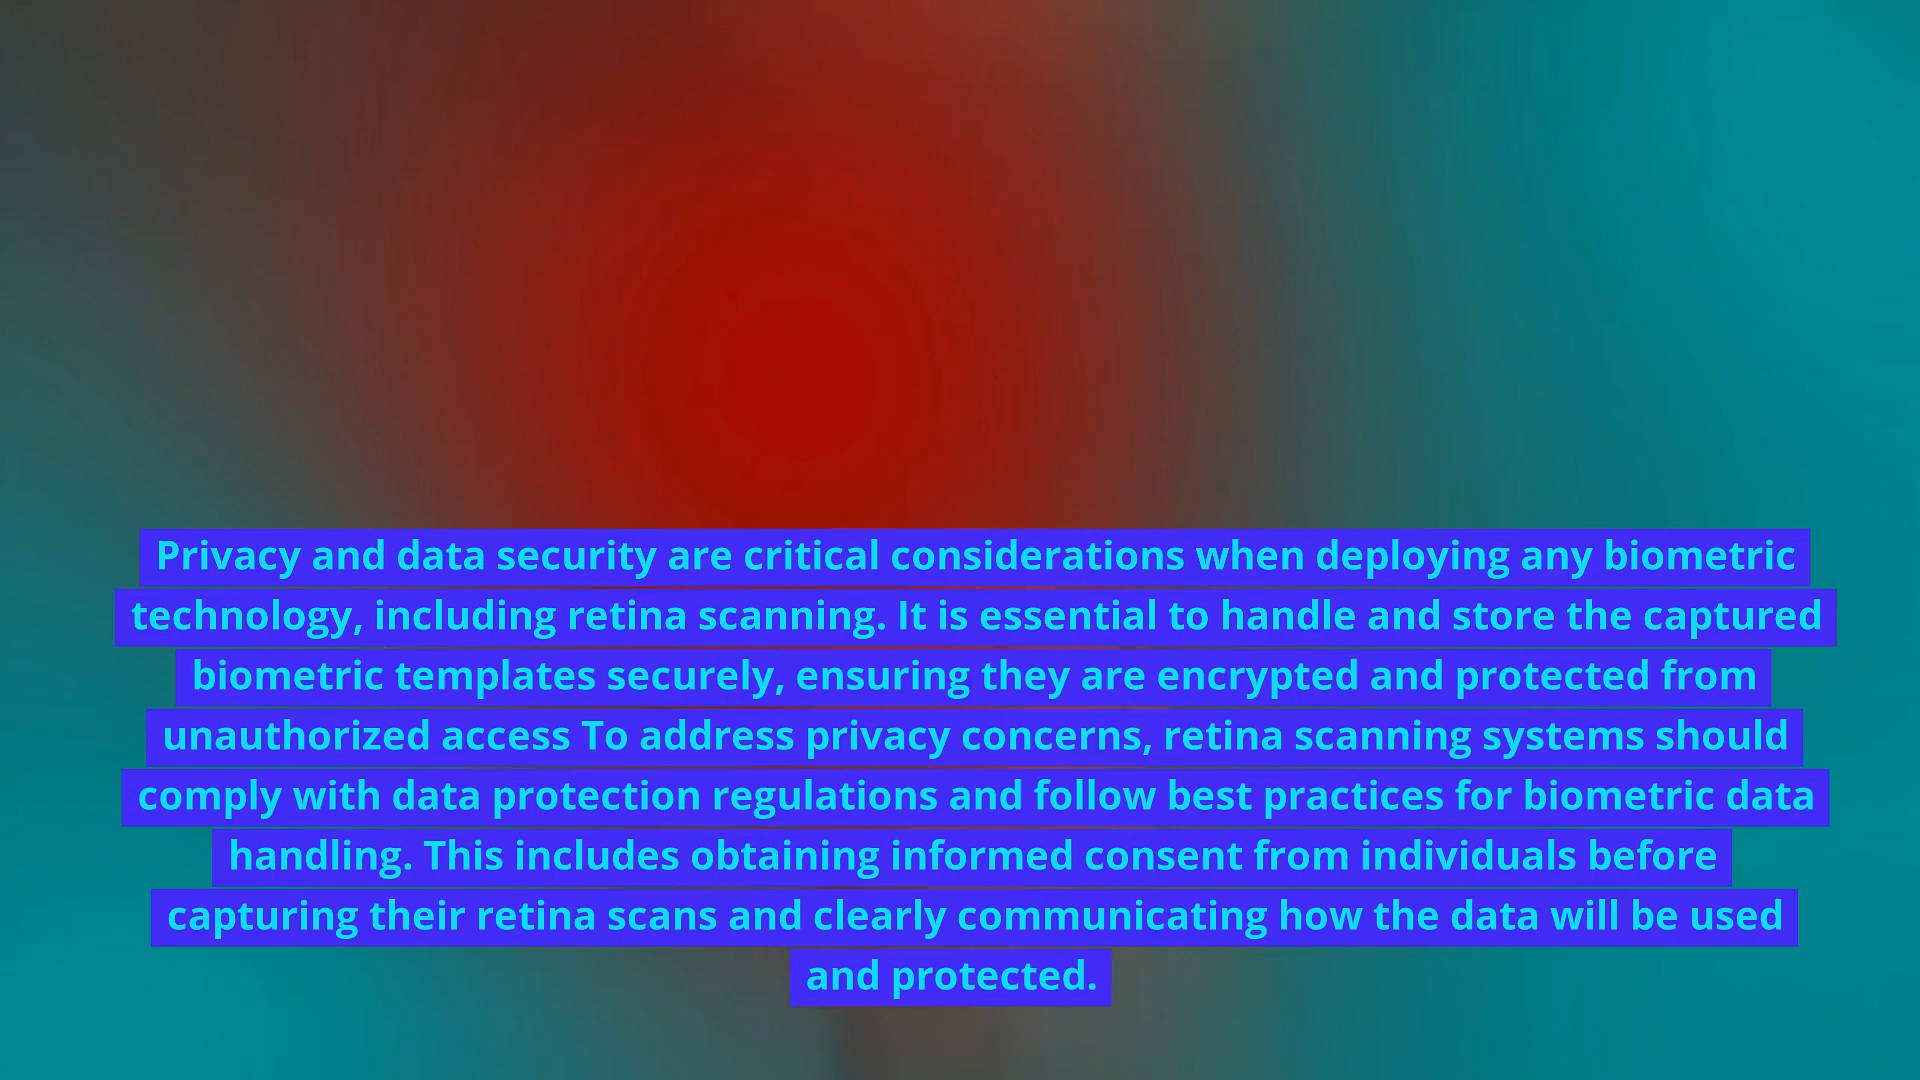 Privacy and data security are critical considerations when deploying any biometric
technology, including retina scanning. It is essential to handle and store the captured
biometric templates securely, ensuring they are encrypted and protected from
unauthorized access To address privacy concerns, retina scanning systems should
comply with data protection regulations and follow best practices for biometric data
handling. This includes obtaining informed consent from individuals before
capturing their retina scans and clearly communicating how the data will be used
and protected.